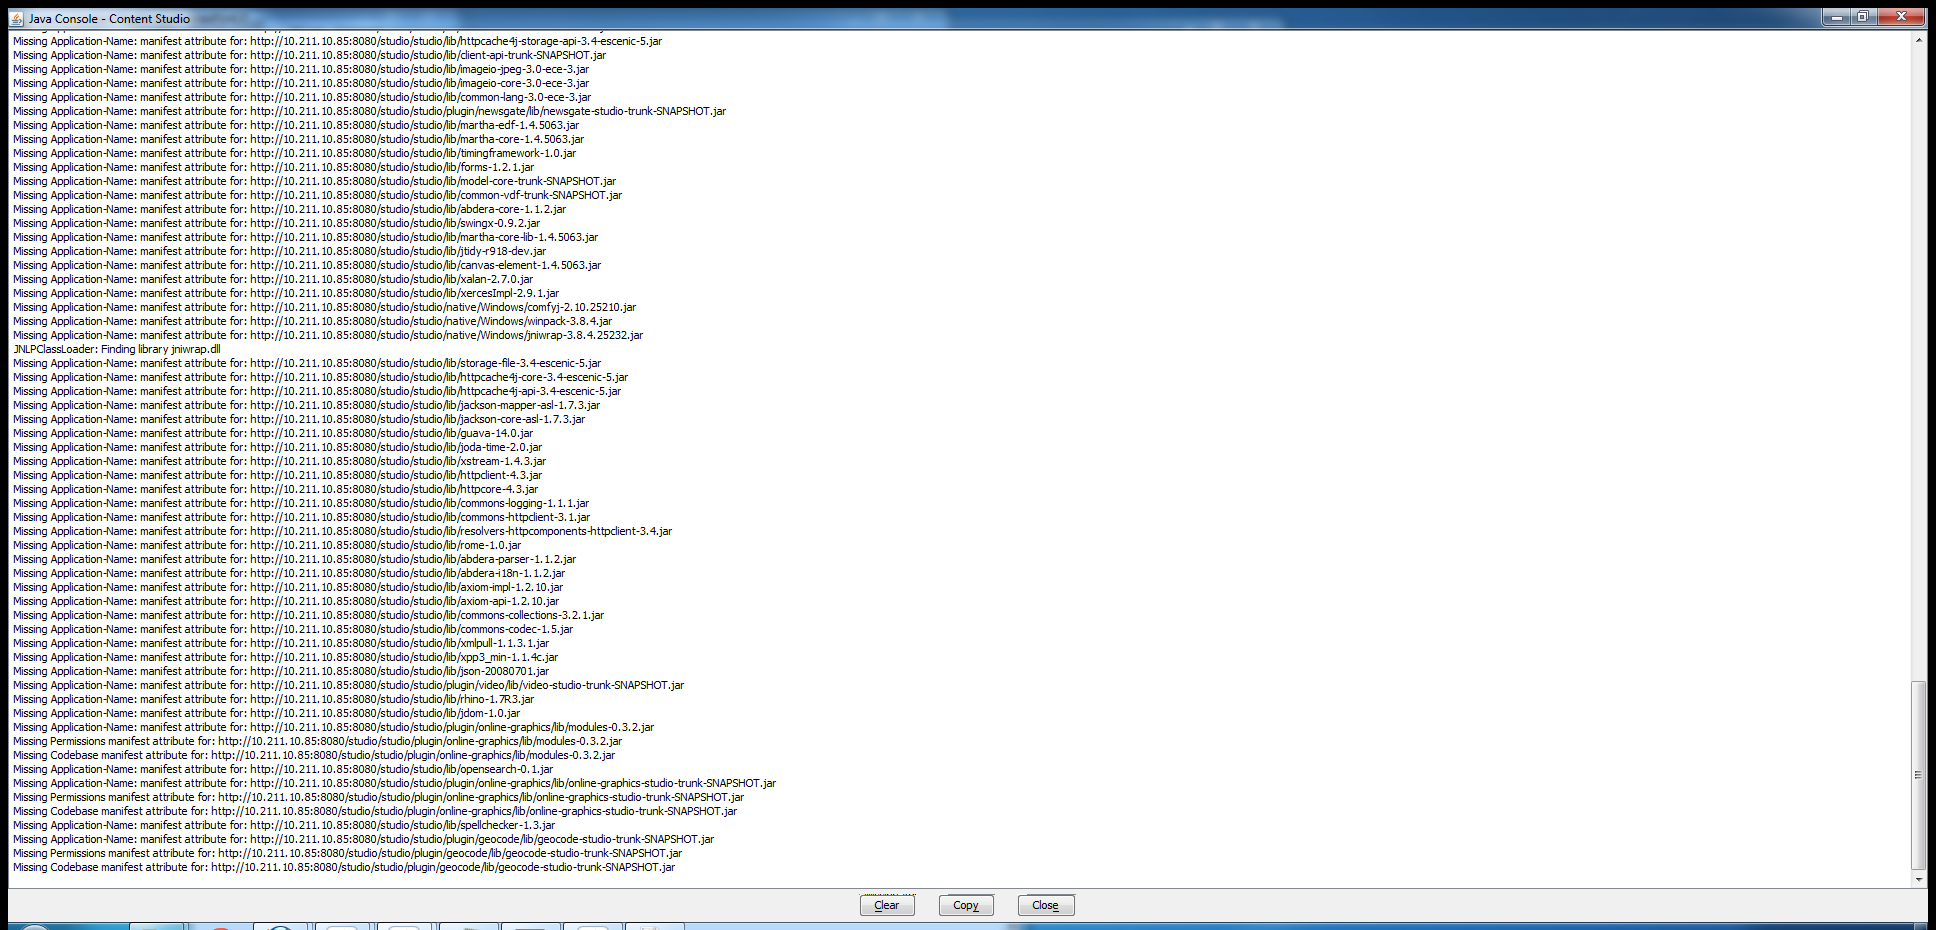 Java Console - Content Studio
Missing Application-Name: manifest attribute for: http://10.211.10.85:8080/studio/studio/lib/httpcache4j-storage-api-3.4-escenic-5.jar
Missing Application-Name: manifest attribute for: http://10.211.10.85:8080/studio/studio/lib/client-api-trunk-SNAPSHOT.jar
Missing Application-Name: manifest attribute for: http://10.211.10.85:8080/studio/studio/lib/imageio-jpeg-3.0-ece-3.jar
Missing Application-Name: manifest attribute for: http://10.211.10.85:8080/studio/studio/lib/imageio-core-3.0-ece-3.jar
Missing Application-Name: manifest attribute for: http://10.211.10.85:8080/studio/studio/lib/common-lang-3.0-ece-3.jar
Missing Application-Name: manifest attribute for: http://10.211.10.85:8080/studio/studio/plugin/newsgate/lib/newsgate-studio-trunk-SNAPSHOT.jar
Missing Application-Name: manifest attribute for: http://10.211.10.85:8080/studio/studio/lib/martha-edf-1.4.5063.jar
Missing Application-Name: manifest attribute for: http://10.211.10.85:8080/studio/studio/lib/martha-core-1.4.5063.jar
Missing Application-Name: manifest attribute for: http://10.211.10.85:8080/studio/studio/lib/timingframework-1.0.jar
Missing Application-Name: manifest attribute for: http://10.211.10.85:8080/studio/studio/lib/forms-1.2.1.jar
Missing Application-Name: manifest attribute for: http://10.211.10.85:8080/studio/studio/lib/model-core-trunk-SNAPSHOT.jar
Missing Application-Name: manifest attribute for: http://10.211.10.85:8080/studio/studio/lib/common-vdf-trunk-SNAPSHOT.jar
Missing Application-Name: manifest attribute for: http://10.211.10.85:8080/studio/studio/lib/abdera-core-1.1.2.jar
Missing Application-Name: manifest attribute for: http://10.211.10.85:8080/studio/studio/lib/swingx-0.9.2.jar
Missing Application-Name: manifest attribute for: http://10.211.10.85:8080/studio/studio/lib/martha-core-lib-1.4.5063.jar
Missing Application-Name: manifest attribute for: http://10.211.10.85:8080/studio/studio/lib/jtidy-r918-dev.jar
Missing Application-Name: manifest attribute for: http://10.211.10.85:8080/studio/studio/lib/canvas-element-1.4.5063.jar
Missing Application-Name: manifest attribute for: http://10.211.10.85:8080/studio/studio/lib/xalan-2.7.0.jar
Missing Application-Name: manifest attribute for: http://10.211.10.85:8080/studio/studio/lib/xercesImpl-2.9.1.jar
Missing Application-Name: manifest attribute for: http://10.211.10.85:8080/studio/studio/native/Windows/comfyj-2.10.25210.jar
Missing Application-Name: manifest attribute for: http://10.211.10.85:8080/studio/studio/native/Windows/winpack-3.8.4.jar
Missing Application-Name: manifest attribute for: http://10.211.10.85:8080/studio/studio/native/Windows/jniwrap-3.8.4.25232.jar
JNLPClassLoader: Finding library jniwrap.dll
Missing Application-Name: manifest attribute for: http://10.211.10.85:8080/studio/studio/lib/storage-file-3.4-escenic-5.jar
Missing Application-Name: manifest attribute for: http://10.211.10.85:8080/studio/studio/lib/httpcache4j-core-3.4-escenic-5.jar
Missing Application-Name: manifest attribute for: http://10.211.10.85:8080/studio/studio/lib/httpcache4j-api-3.4-escenic-5.jar
Missing Application-Name: manifest attribute for: http://10.211.10.85:8080/studio/studio/lib/jackson-mapper-asl-1.7.3.jar
Missing Application-Name: manifest attribute for: http://10.211.10.85:8080/studio/studio/lib/jackson-core-asl-1.7.3.jar
Missing Application-Name: manifest attribute for: http://10.211.10.85:8080/studio/studio/lib/guava-14.0.jar
Missing Application-Name: manifest attribute for: http://10.211.10.85:8080/studio/studio/lib/joda-time-2.0.jar
Missing Application-Name: manifest attribute for: http://10.211.10.85:8080/studio/studio/lib/xstream-1.4.3.jar
Missing Application-Name: manifest attribute for: http://10.211.10.85:8080/studio/studio/lib/httpclient-4.3.jar
Missing Application-Name: manifest attribute for: http://10.211.10.85:8080/studio/studio/lib/httpcore-4.3.jar
Missing Application-Name: manifest attribute for: http://10.211.10.85:8080/studio/studio/lib/commons-logging-1.1.1.jar
Missing Application-Name: manifest attribute for: http://10.211.10.85:8080/studio/studio/lib/commons-httpclient-3.1.jar
Missing Application-Name: manifest attribute for: http://10.211.10.85:8080/studio/studio/lib/resolvers-httpcomponents-httpclient-3.4.jar
Missing Application-Name: manifest attribute for: http://10.211.10.85:8080/studio/studio/lib/rome-1.0.jar
Missing Application-Name: manifest attribute for: http://10.211.10.85:8080/studio/studio/lib/abdera-parser-1.1.2.jar
Missing Application-Name: manifest attribute for: http://10.211.10.85:8080/studio/studio/lib/abdera-i18n-1.1.2.jar
Missing Application-Name: manifest attribute for: http://10.211.10.85:8080/studio/studio/lib/axiom-impl-1.2.10.jar
Missing Application-Name: manifest attribute for: http://10.211.10.85:8080/studio/studio/lib/axiom-api-1.2.10.jar
Missing Application-Name: manifest attribute for: http://10.211.10.85:8080/studio/studio/lib/commons-collections-3.2.1.jar
Missing Application-Name: manifest attribute for: http://10.211.10.85:8080/studio/studio/lib/commons-codec-1.5.jar
Missing Application-Name: manifest attribute for: http://10.211.10.85:8080/studio/studio/lib/xmlpull-1.1.3.1.jar
Missing Application-Name: manifest attribute for: http://10.211.10.85:8080/studio/studio/lib/xpp3_min-1.1.4c.jar
Missing Application-Name: manifest attribute for: http://10.211.10.85:8080/studio/studio/lib/json-20080701.jar
Missing Application-Name: manifest attribute for: http://10.211.10.85:8080/studio/studio/plugin/video/lib/video-studio-trunk-SNAPSHOT.jar
Missing Application-Name: manifest attribute for: http://10.211.10.85:8080/studio/studio/lib/rhino-1.7R3.jar
Missing Application-Name: manifest attribute for: http://10.211.10.85:8080/studio/studio/lib/jdom-1.0.jar
Missing Application-Name: manifest attribute for: http://10.211.10.85:8080/studio/studio/plugin/online-graphics/lib/modules-0.3.2.jar
Missing Permissions manifest attribute for: http://10.211.10.85:8080/studio/studio/plugin/online-graphics/lib/modules-0.3.2.jar
Missing Codebase manifest attribute for: http://10.211.10.85:8080/studio/studio/plugin/online-graphics/lib/modules-0.3.2.jar
Missing Application-Name: manifest attribute for: http://10.211.10.85:8080/studio/studio/lib/opensearch-0.1.jar
Missing Application-Name: manifest attribute for: http://10.211.10.85:8080/studio/studio/plugin/online-graphics/lib/online-graphics-studio-trunk-SNAPSHOT.jar
Missing Permissions manifest attribute for: http://10.211.10.85:8080/studio/studio/plugin/online-graphics/lib/online-graphics-studio-trunk-SNAPSHOT.jar
Missing Codebase manifest attribute for: http://10.211.10.85:8080/studio/studio/plugin/online-graphics/lib/online-graphics-studio-trunk-SNAPSHOT.jar
Missing Application-Name: manifest attribute for: http://10.211.10.85:8080/studio/studio/lib/spellchecker-1.3.jar
Missing Application-Name: manifest attribute for: http://10.211.10.85:8080/studio/studio/plugin/geocode/lib/geocode-studio-trunk-SNAPSHOT.jar
Missing Permissions manifest attribute for: http://10.211.10.85:8080/studio/studio/plugin/geocode/lib/geocode-studio-trunk-SNAPSHOT.jar
Missing Codebase manifest attribute for: http://10.211.10.85:8080/studio/studio/plugin/geocode/lib/geocode-studio-trunk-SNAPSHOT.jar
Clear Copy Close